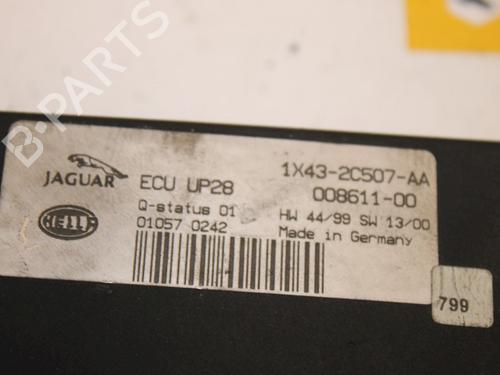 B-PARTS
JAGUAR
HELLA
ECU UP28
Q-status 01
01057 0242
1X43-2C507-AA
008611-00
HW 44/99 SW 13/00
Made in Germany
799